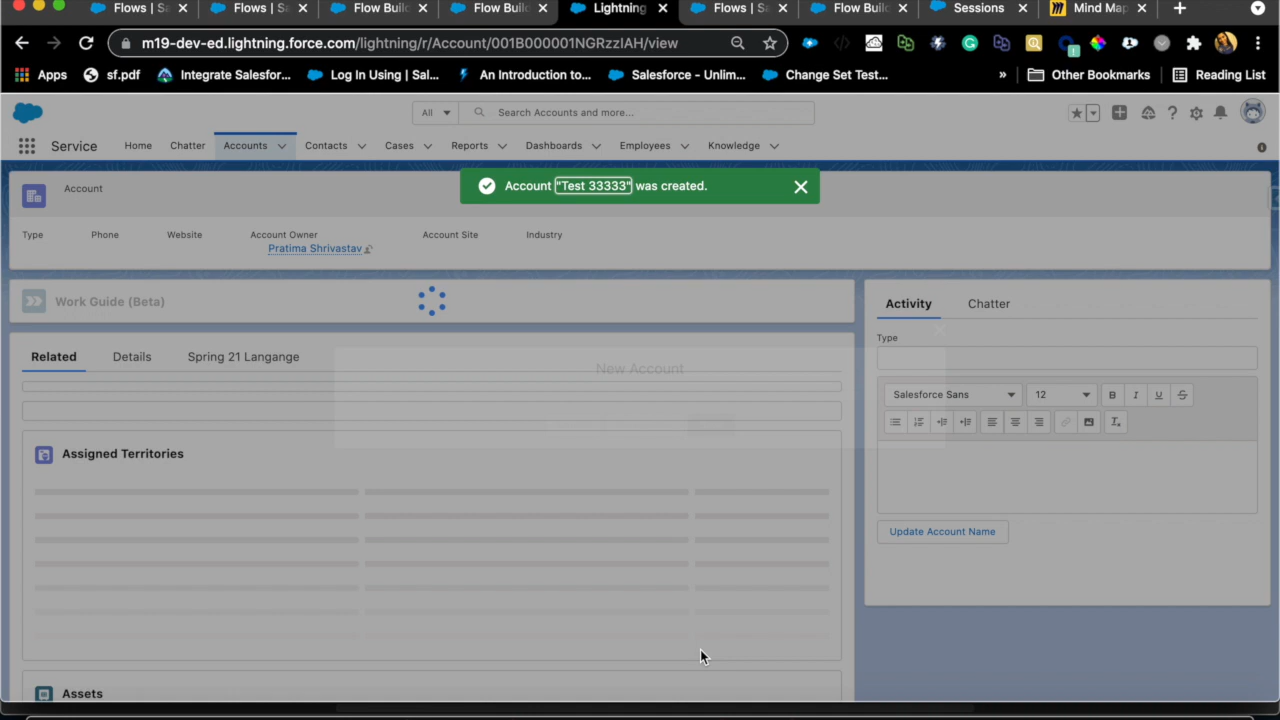 Flows | Sa
Flows | Sa
Flow Buil
Flow Buil
Lightning
Flows | Sa
Flow Buil
Sessions
Mind Map
m19-dev-ed.lightning.force.com/lightning/r/Account/001B000001NGRzzIAH/view
Apps
sf.pdf
Integrate Salesfor...
Log In Using | Sal...
An Introduction to...
Salesforce - Unlim...
Change Set Test...
»
Other Bookmarks
Reading List
All
Search Accounts and more...
Service
Home
Chatter
Accounts
Contacts
Cases
Reports
Dashboards
Employees
Knowledge
Account
Account "Test 33333" was created.
Type
Phone
Website
Account Owner
Account Site
Industry
Pratima Shrivastav
Work Guide (Beta)
Activity
Chatter
Type
Related
Details
Spring 21 Langange
New Account
Salesforce Sans
12
B
I
U
S
Assigned Territories
Update Account Name
Assets